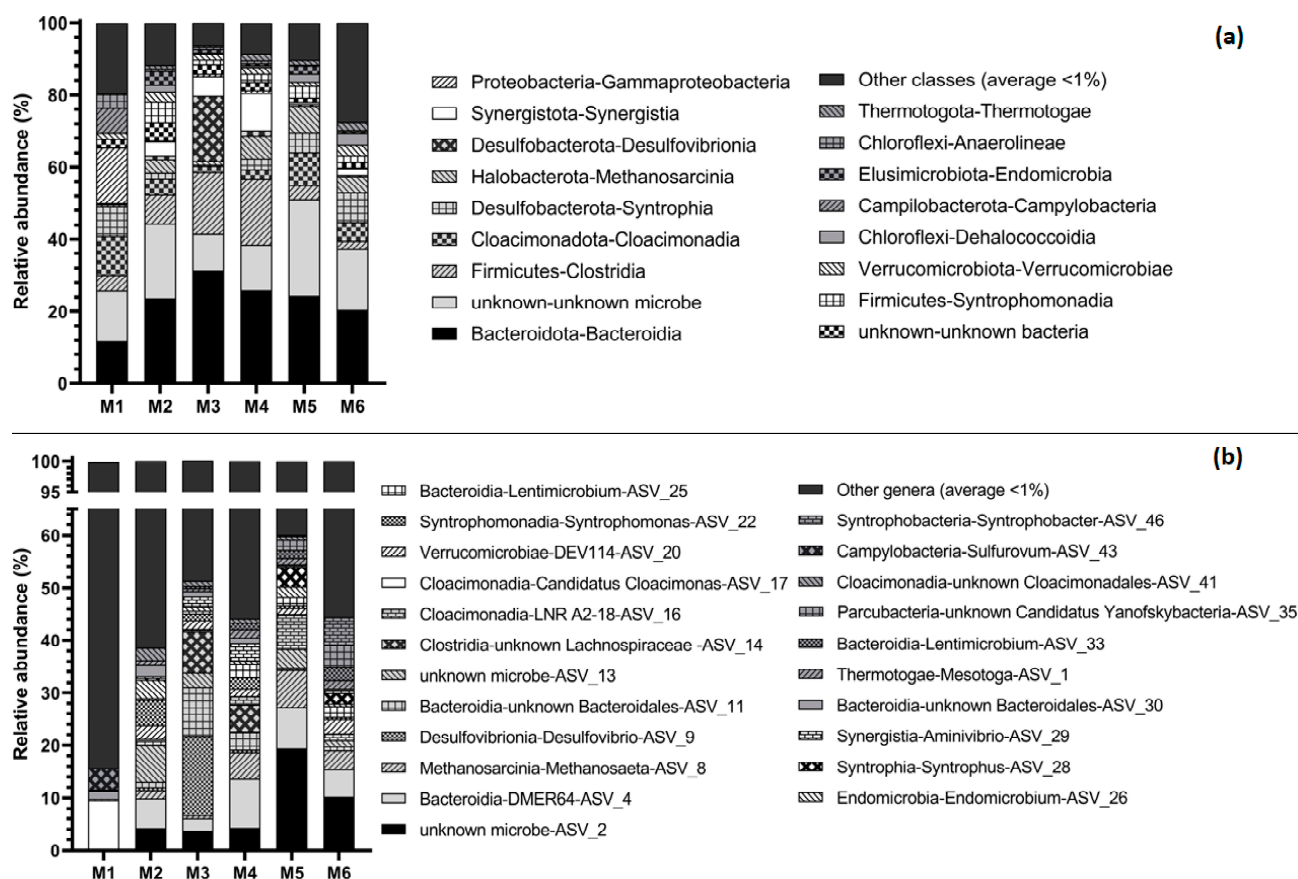 (a)
100
80
60
40
20
0
Relative abundance (%)
M1 M2 M3 M4 M5 M6
Proteobacteria-Gammaproteobacteria
Synergistota-Synergistia
Desulfobacterota-Desulfovibrionia
Halobacterota-Methanosarcinia
Desulfobacterota-Syntrophia
Cloacimonadota-Cloacimonadia
Firmicutes-Clostridia
unknown-unknown microbe
Bacteroidota-Bacteroidia
Other classes (average <1%)
Thermotogota-Thermotogae
Chloroflexi-Anaerolineae
Elusimicrobiota-Endomicrobia
Campilobacterota-Campylobacteria
Chloroflexi-Dehalococcoidia
Verrucomicrobiota-Verrucomicrobiae
Firmicutes-Syntrophomonadia
unknown-unknown bacteria
(b)
100
95
60
50
40
30
20
10
0
Relative abundance (%)
M1 M2 M3 M4 M5 M6
Bacteroidia-Lentimicrobium-ASV_25
Syntrophomonadia-Syntrophomonas-ASV_22
Verrucomicrobiae-DEV114-ASV_20
Cloacimonadia-Candidatus Cloacimonas-ASV_17
Cloacimonadia-LNR A2-18-ASV_16
Clostridia-unknown Lachnospiraceae -ASV_14
unknown microbe-ASV_13
Bacteroidia-unknown Bacteroidales-ASV_11
Desulfovibrionia-Desulfovibrio-ASV_9
Methanosarcinia-Methanosaeta-ASV_8
Bacteroidia-DMER64-ASV_4
unknown microbe-ASV_2
Other genera (average <1%)
Syntrophobacteria-Syntrophobacter-ASV_46
Campylobacteria-Sulfurovum-ASV_43
Cloacimonadia-unknown Cloacimonadales-ASV_41
Parcubacteria-unknown Candidatus Yanofskybacteria-ASV_35
Bacteroidia-Lentimicrobium-ASV_33
Thermotogae-Mesotoga-ASV_1
Bacteroidia-unknown Bacteroidales-ASV_30
Synergistia-Aminivibrio-ASV_29
Syntrophia-Syntrophus-ASV_28
Endomicrobia-Endomicrobium-ASV_26